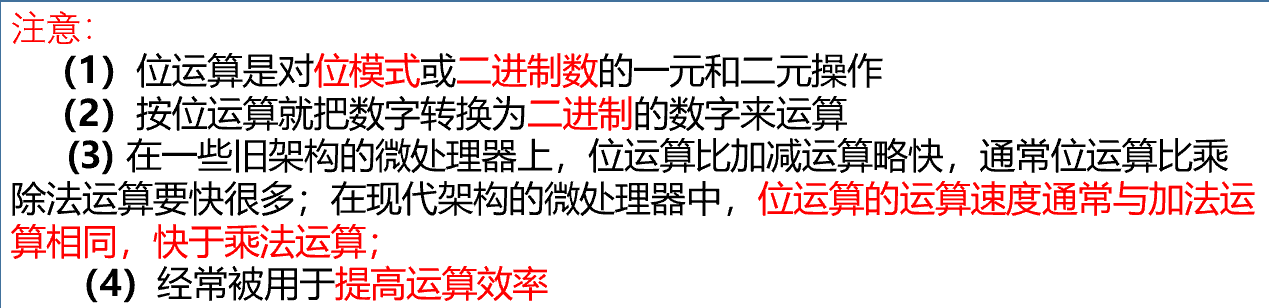 注意：
（1）位运算是对位模式或二进制数的一元和二元操作
（2）按位运算就把数字转换为二进制的数字来运算
(3) 在一些旧架构的微处理器上，位运算比加减运算略快，通常位运算比乘
除法运算要快很多；在现代架构的微处理器中，位运算的运算速度通常与加法运
算相同，快于乘法运算；
（4）经常被用于提高运算效率